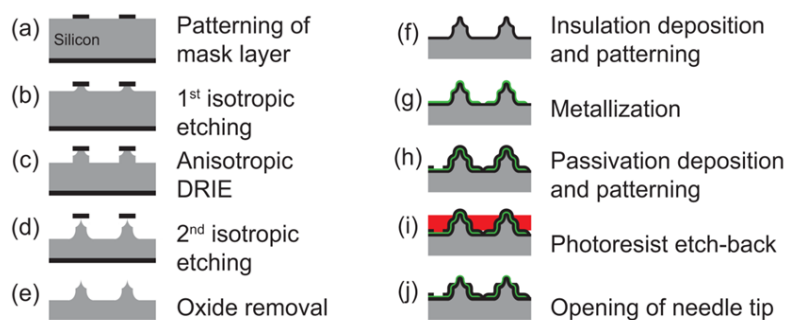 (a)
Silicon
Patterning of
mask layer
(b)
1st isotropic
etching
(c)
Anisotropic
DRIE
(d)
2nd isotropic
etching
(e)
Oxide removal
(f)
Insulation deposition
and patterning
(g)
Metallization
(h)
Passivation deposition
and patterning
(i)
Photoresist etch-back
(j)
Opening of needle tip